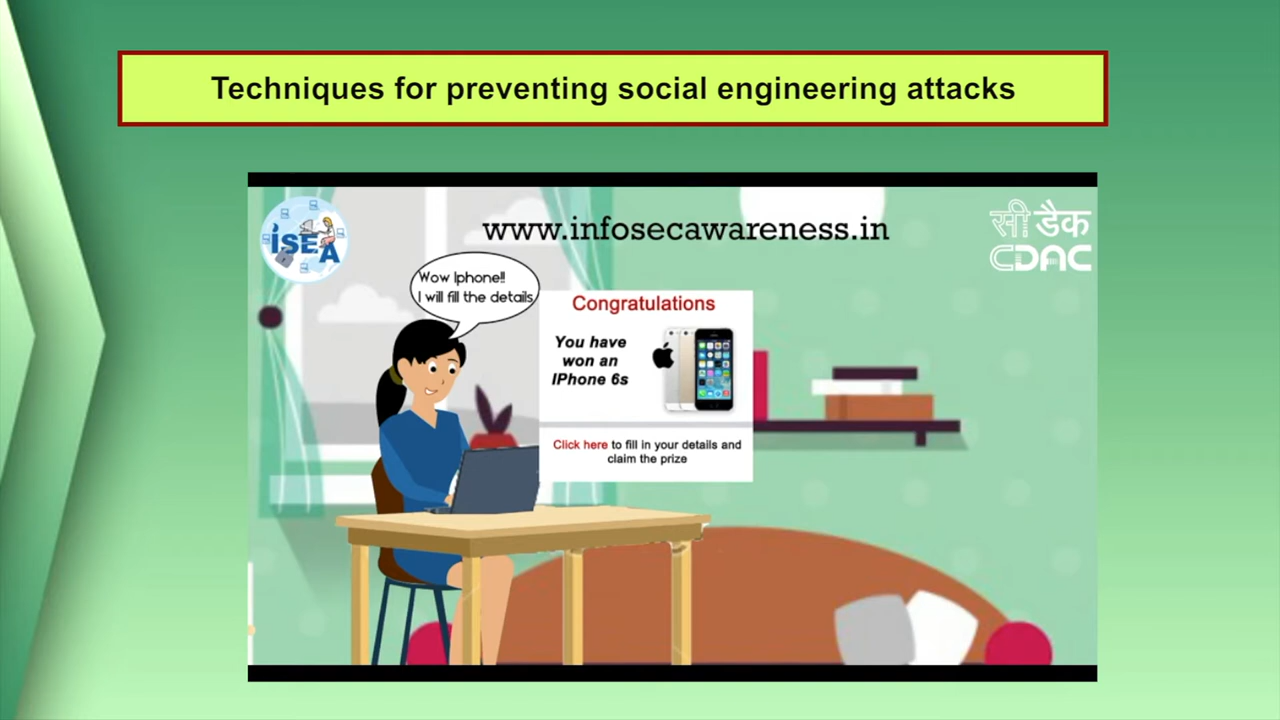 Techniques for preventing social engineering attacks
www.infosecawareness.in
ISEA
सी डैक
CDAC
Wow Iphone!!
I will fill the details
Congratulations
You have
won an
IPhone 6s
Click here to fill in your details and
claim the prize